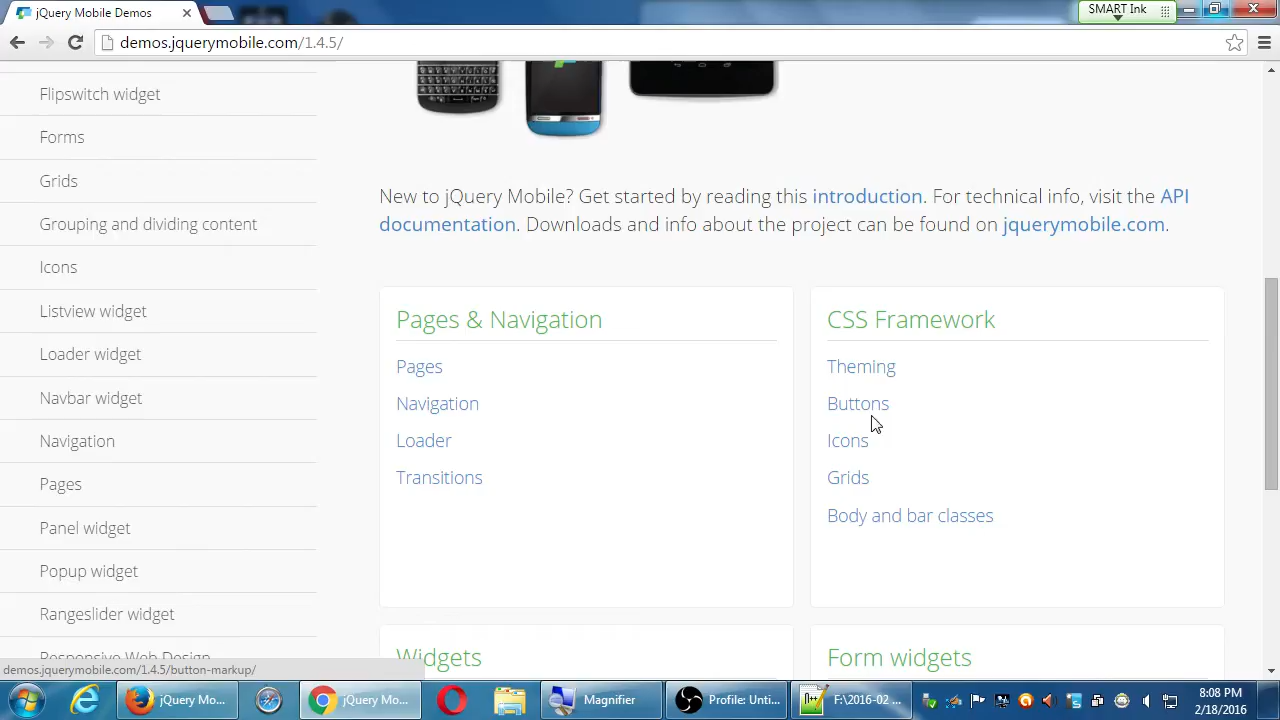 jQuery Mobile Demos
SMART Ink
demos.jquerymobile.com/1.4.5/
Flipswitch widget
Forms
Grids
Grouping and dividing content
Icons
Listview widget
Loader widget
Navbar widget
Navigation
Pages
Panel widget
Popup widget
Rangeslider widget
Responsive Web Design
New to jQuery Mobile? Get started by reading this introduction. For technical info, visit the API
documentation. Downloads and info about the project can be found on jquerymobile.com.
Pages & Navigation
Pages
Navigation
Loader
Transitions
CSS Framework
Theming
Buttons
Icons
Grids
Body and bar classes
Widgets
Form widgets
demos.jquerymobile.com/1.4.5/button-markup/
jQuery Mo...
jQuery Mo...
Magnifier
Profile: Unti...
F:\2016-02 ...
8:08 PM
2/18/2016